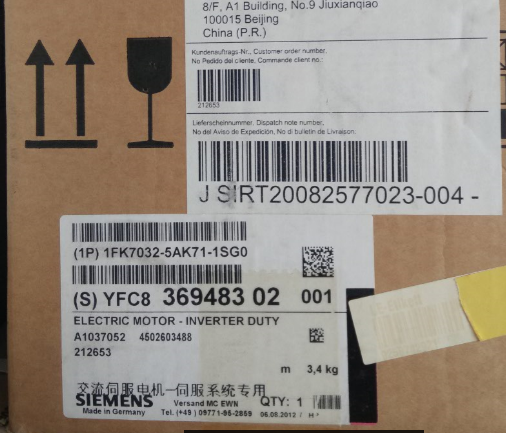 8/F, A1 Building, No.9 Jiuxianqiao
100015 Beijing
China (P.R.)
Kundenauftrags-Nr., Customer order number,
No Pedido del cliente, Commande client no.:
212653
Lieferscheinnummer, Dispatch note number,
No del Aviso de Expedición, No di bulletin de Livraison,
J SIRT20082577023-004 -
(1P) 1FK7032-5AK71-1SG0
(S) YFC8 369483 02 001
ELECTRIC MOTOR - INVERTER DUTY
A1037052 4502603488
212653
m 3,4 kg
交流伺服电机—伺服系统专用
SIEMENS Versand MC EWN QTY: 1
Made in Germany Tel. (+49) 09771-95-2859 06.08.2012 / H